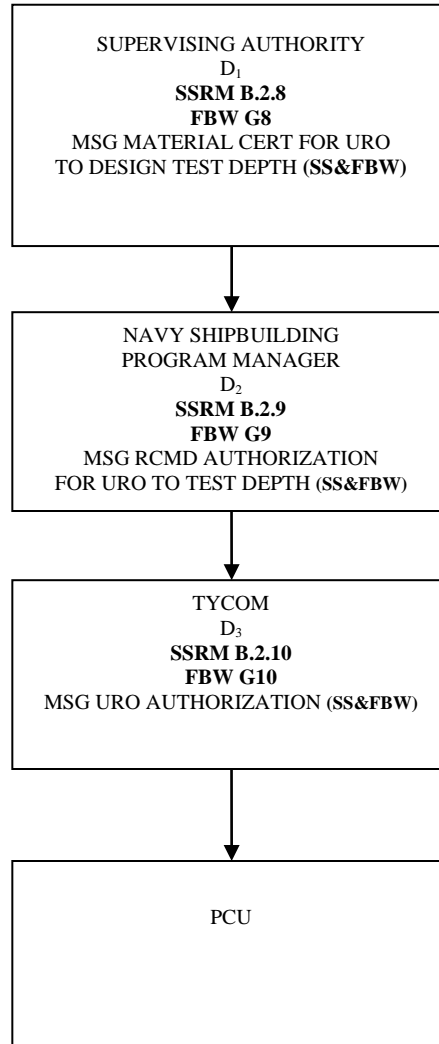 SUPERVISING AUTHORITY
D₁
SSRM B.2.8
FBW G8
MSG MATERIAL CERT FOR URO
TO DESIGN TEST DEPTH (SS&FBW)
NAVY SHIPBUILDING
PROGRAM MANAGER
D₂
SSRM B.2.9
FBW G9
MSG RCMD AUTHORIZATION
FOR URO TO TEST DEPTH (SS&FBW)
TYCOM
D₃
SSRM B.2.10
FBW G10
MSG URO AUTHORIZATION (SS&FBW)
PCU